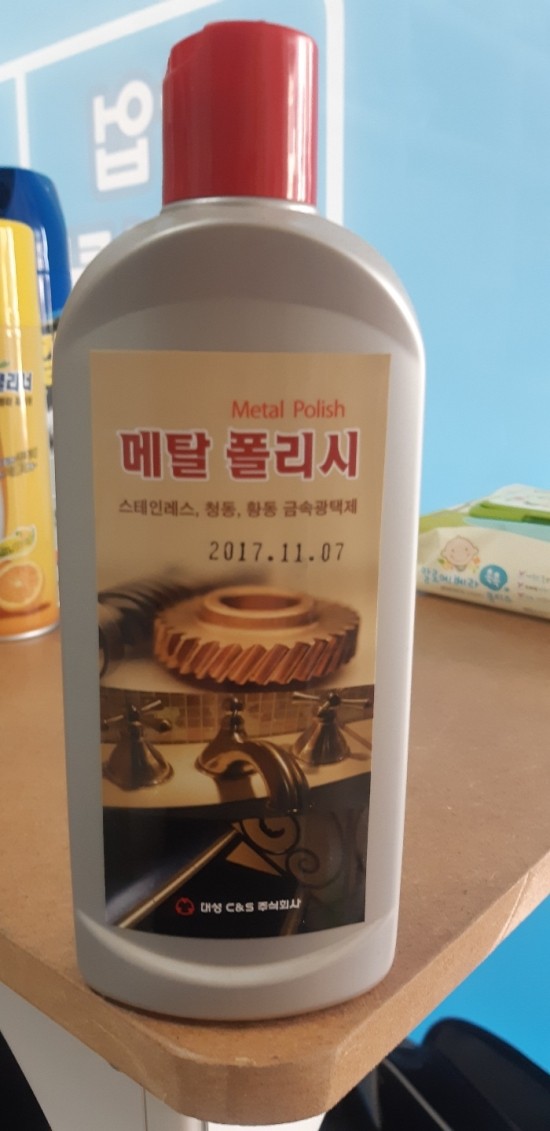 Metal Polish
메탈 폴리시
스테인레스, 청동, 황동 금속광택제
2017.11.07
대성 C&S 주식회사